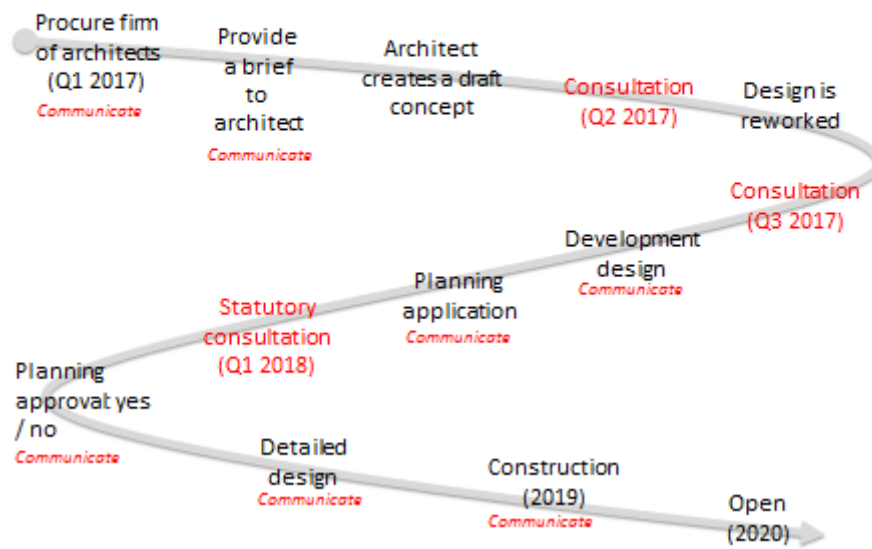 Procure firm
of architects
(Q1 2017)
Communicate
Provide
a brief
to
architect
Communicate
Architect
creates a draft
concept
Consultation
(Q2 2017)
Design is
reworked
Consultation
(Q3 2017)
Development
design
Communicate
Planning
application
Communicate
Statutory
consultation
(Q1 2018)
Planning
approval yes
/ no
Communicate
Detailed
design
Communicate
Construction
(2019)
Communicate
Open
(2020)